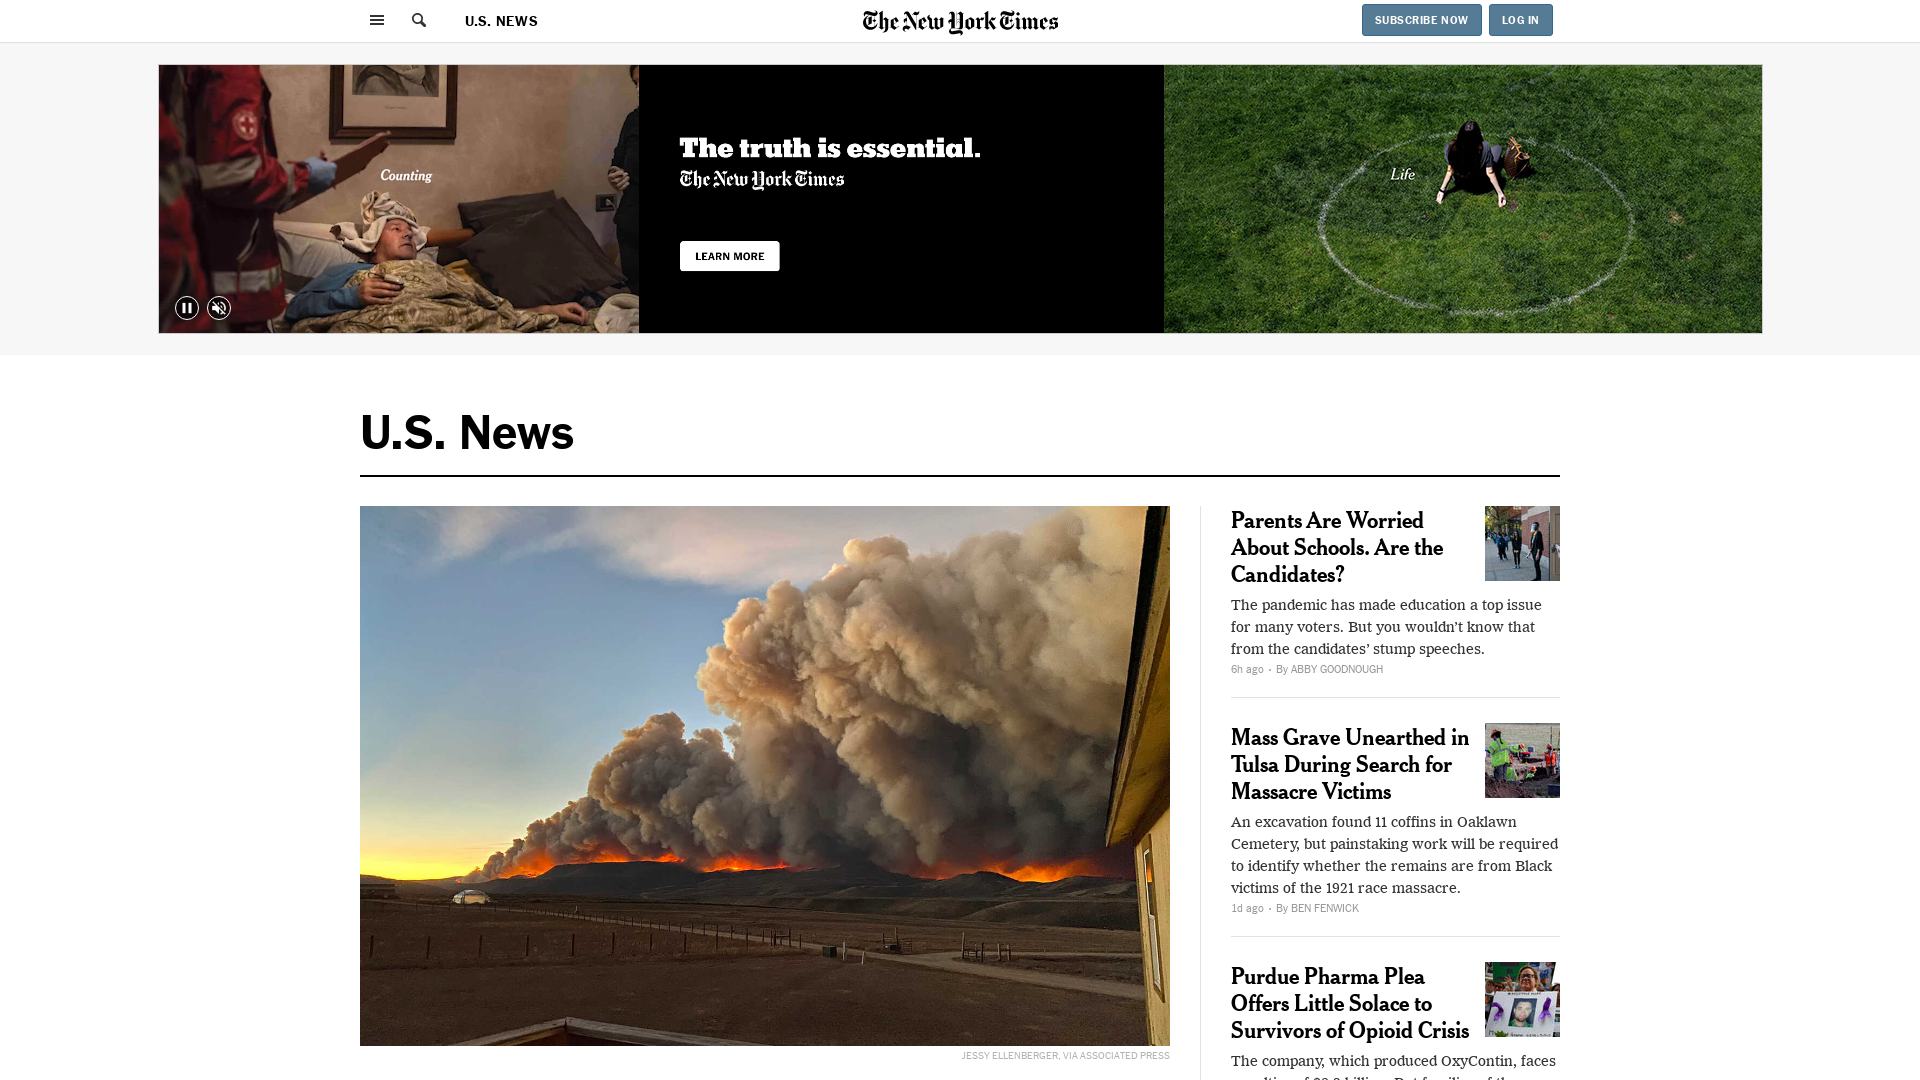 U.S. NEWS
The New York Times
SUBSCRIBE NOW
LOG IN
Counting
The truth is essential.
The New York Times
LEARN MORE
Life
U.S. News
Parents Are Worried
About Schools. Are the
Candidates?
The pandemic has made education a top issue
for many voters. But you wouldn’t know that
from the candidates’ stump speeches.
6h ago • By ABBY GOODNOUGH
Mass Grave Unearthed in
Tulsa During Search for
Massacre Victims
An excavation found 11 coffins in Oaklawn
Cemetery, but painstaking work will be required
to identify whether the remains are from Black
victims of the 1921 race massacre.
1d ago • By BEN FENWICK
Purdue Pharma Plea
Offers Little Solace to
Survivors of Opioid Crisis
The company, which produced OxyContin, faces
JESSY ELLENBERGER, VIA ASSOCIATED PRESS